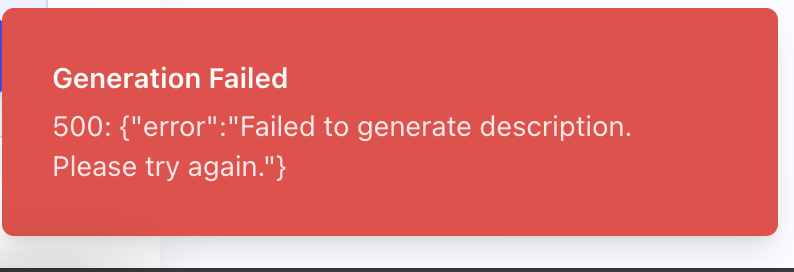 Generation Failed
500: {"error":"Failed to generate description.
Please try again."}